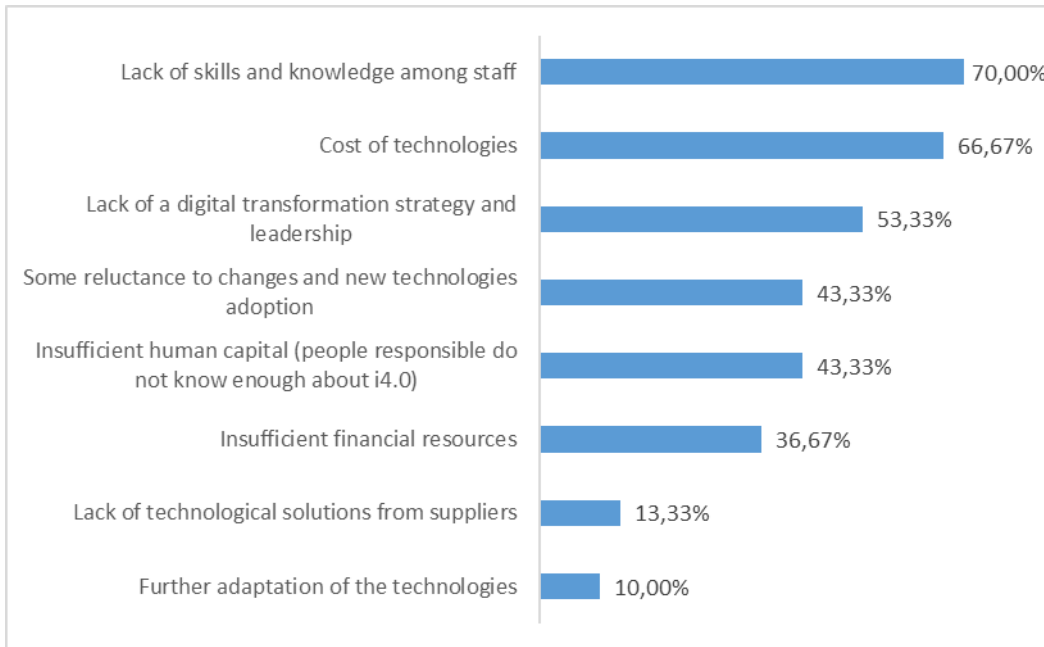 Lack of skills and knowledge among staff
70,00%
Cost of technologies
66,67%
Lack of a digital transformation strategy and
leadership
53,33%
Some reluctance to changes and new technologies
adoption
43,33%
Insufficient human capital (people responsible do
not know enough about i4.0)
43,33%
Insufficient financial resources
36,67%
Lack of technological solutions from suppliers
13,33%
Further adaptation of the technologies
10,00%